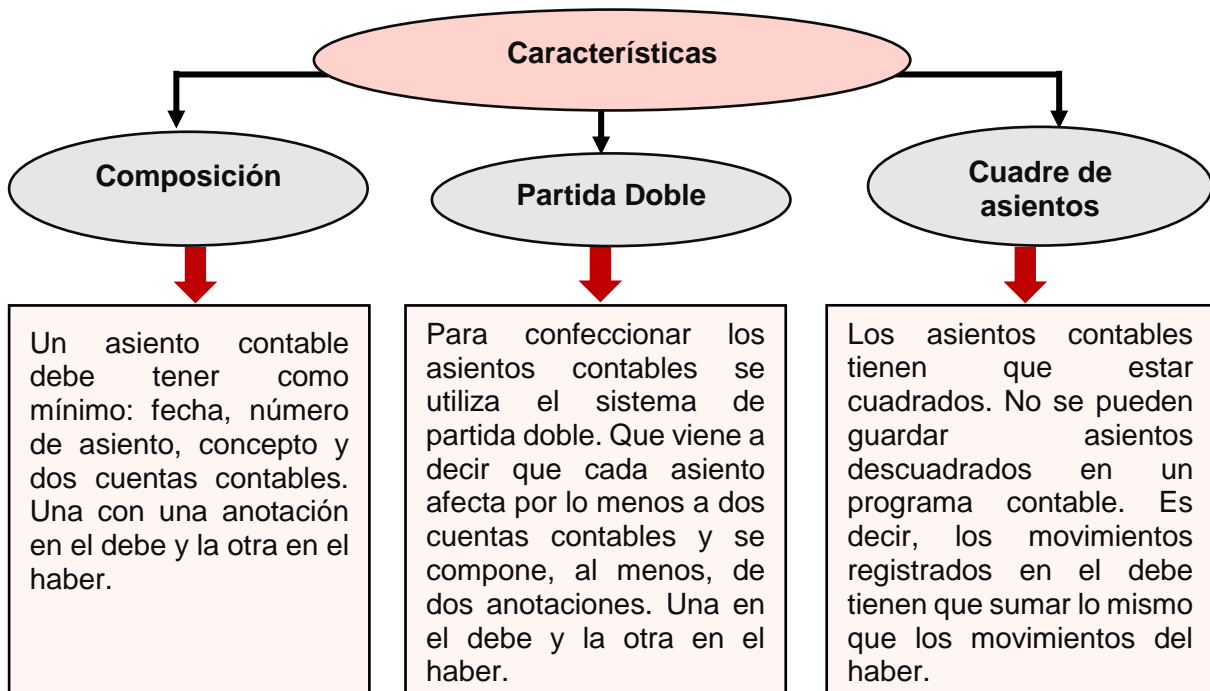 Características
Composición
Partida Doble
Cuadre de
asientos
Un asiento contable
debe tener como
mínimo: fecha, número
de asiento, concepto y
dos cuentas contables.
Una con una anotación
en el debe y la otra en el
haber.
Para confeccionar los
asientos contables se
utiliza el sistema de
partida doble. Que viene a
decir que cada asiento
afecta por lo menos a dos
cuentas contables y se
compone, al menos, de
dos anotaciones. Una en
el debe y la otra en el
haber.
Los asientos contables
tienen que estar
cuadrados. No se pueden
guardar asientos
descuadrados en un
programa contable. Es
decir, los movimientos
registrados en el debe
tienen que sumar lo mismo
que los movimientos del
haber.